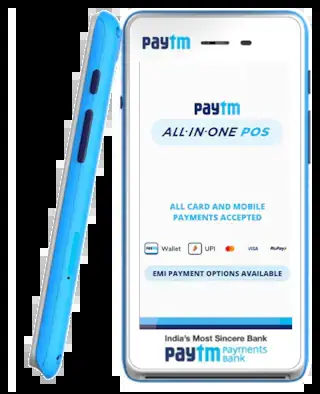 paytm
paytm
ALL-IN-ONE POS
ALL CARD AND MOBILE
PAYMENTS ACCEPTED
Paytm Wallet UPI VISA RuPay
EMI PAYMENT OPTIONS AVAILABLE
India's Most Sincere Bank
paytm Payments
Bank